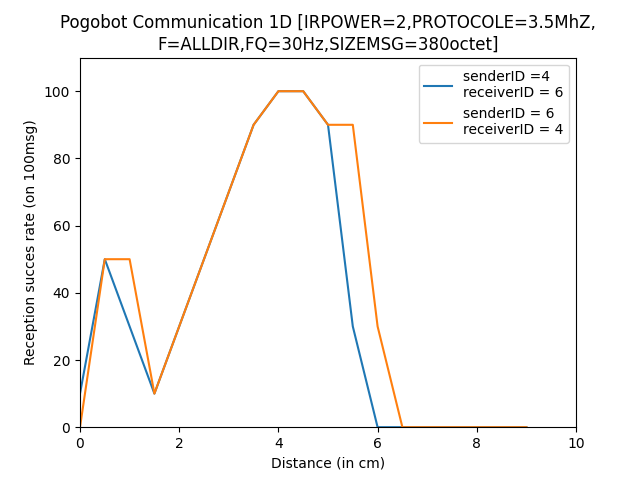 Pogobot Communication 1D [IRPOWER=2,PROTOCOLE=3.5MhZ,
F=ALLDIR,FQ=30Hz,SIZEMSG=380octet]
senderID =4
receiverID = 6
senderID = 6
receiverID = 4
Reception succes rate (on 100msg)
100
80
60
40
20
0
0 2 4 6 8 10
Distance (in cm)